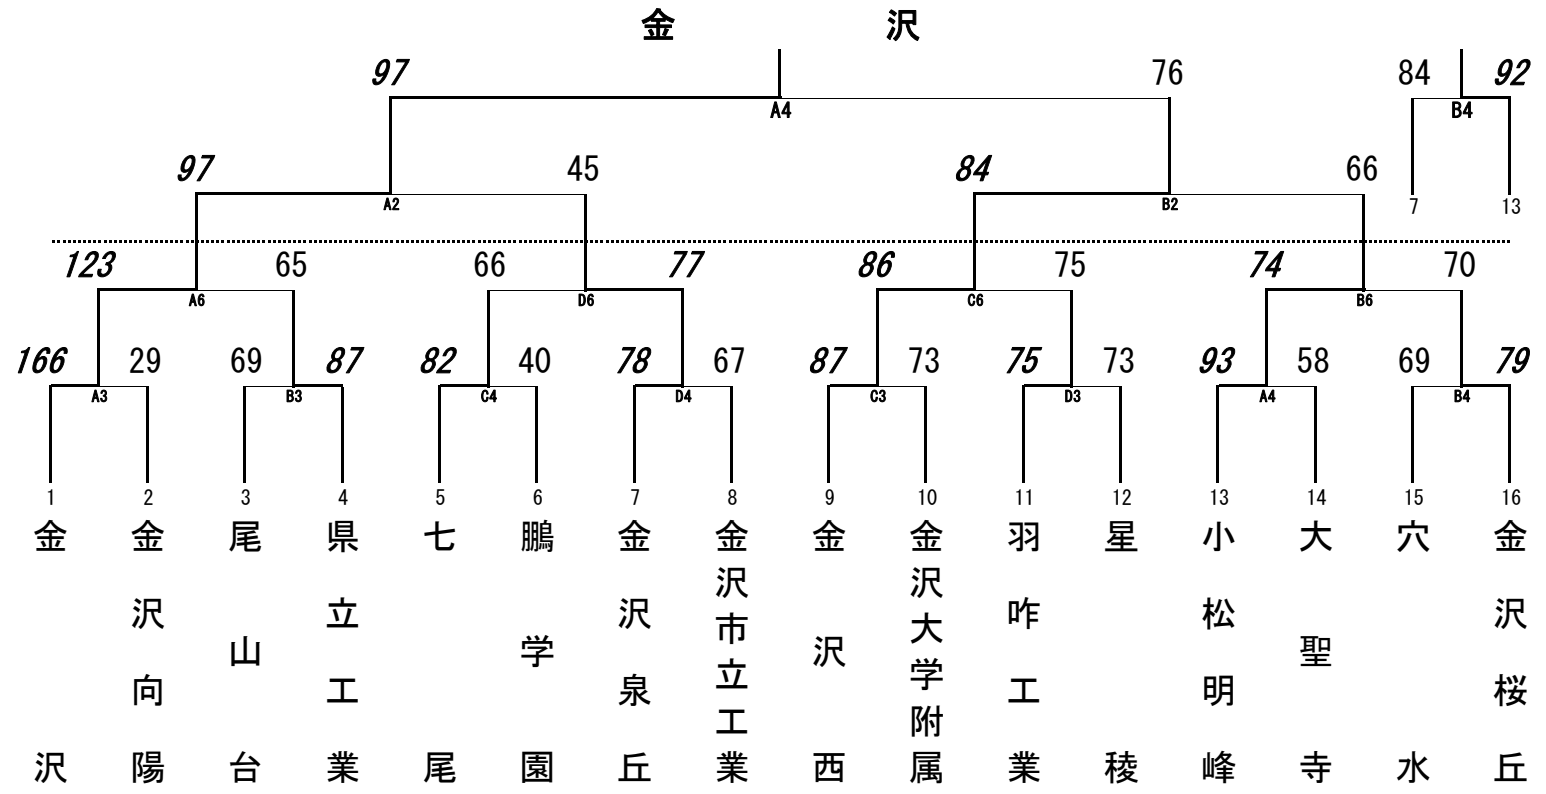 金沢
97 76 84 92
A4 B4
97 45 84 66
A2 B2 7 13
123 65 66 77 86 75 74 70
A6 D6 C6 B6
166 29 69 87 82 40 78 67 87 73 75 73 93 58 69 79
A3 B3 C4 D4 C3 D3 A4 B4
1 2 3 4 5 6 7 8 9 10 11 12 13 14 15 16
金沢
金沢向陽
尾山台
県立工業
七尾
鵬学園
金沢泉丘
金沢市立工業
金沢西
金沢大学附属
羽咋工業
星稜
小松明峰
大聖寺
穴水
金沢桜丘